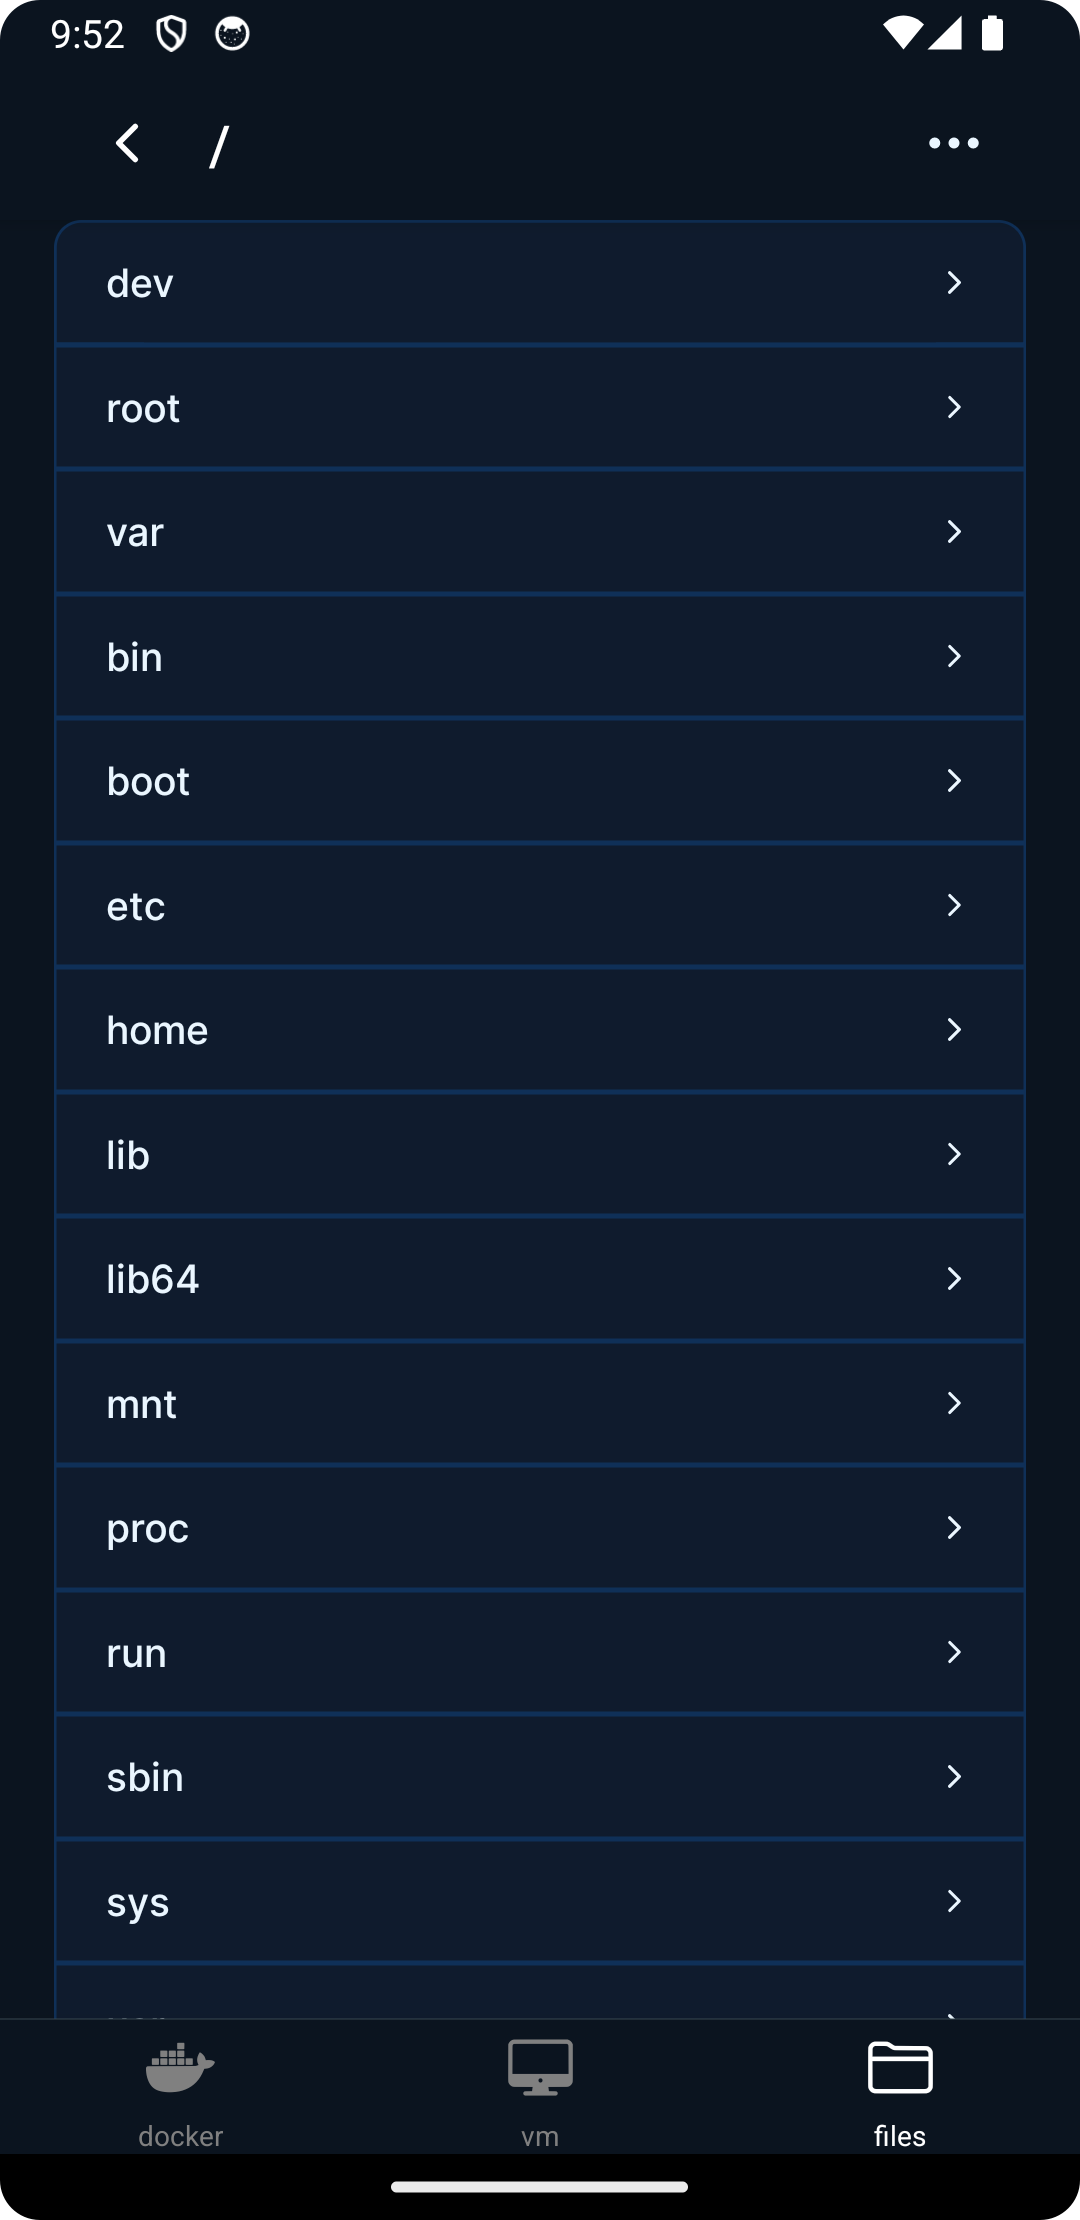 9:52
/
dev
root
var
bin
boot
etc
home
lib
lib64
mnt
proc
run
sbin
sys
docker
vm
files